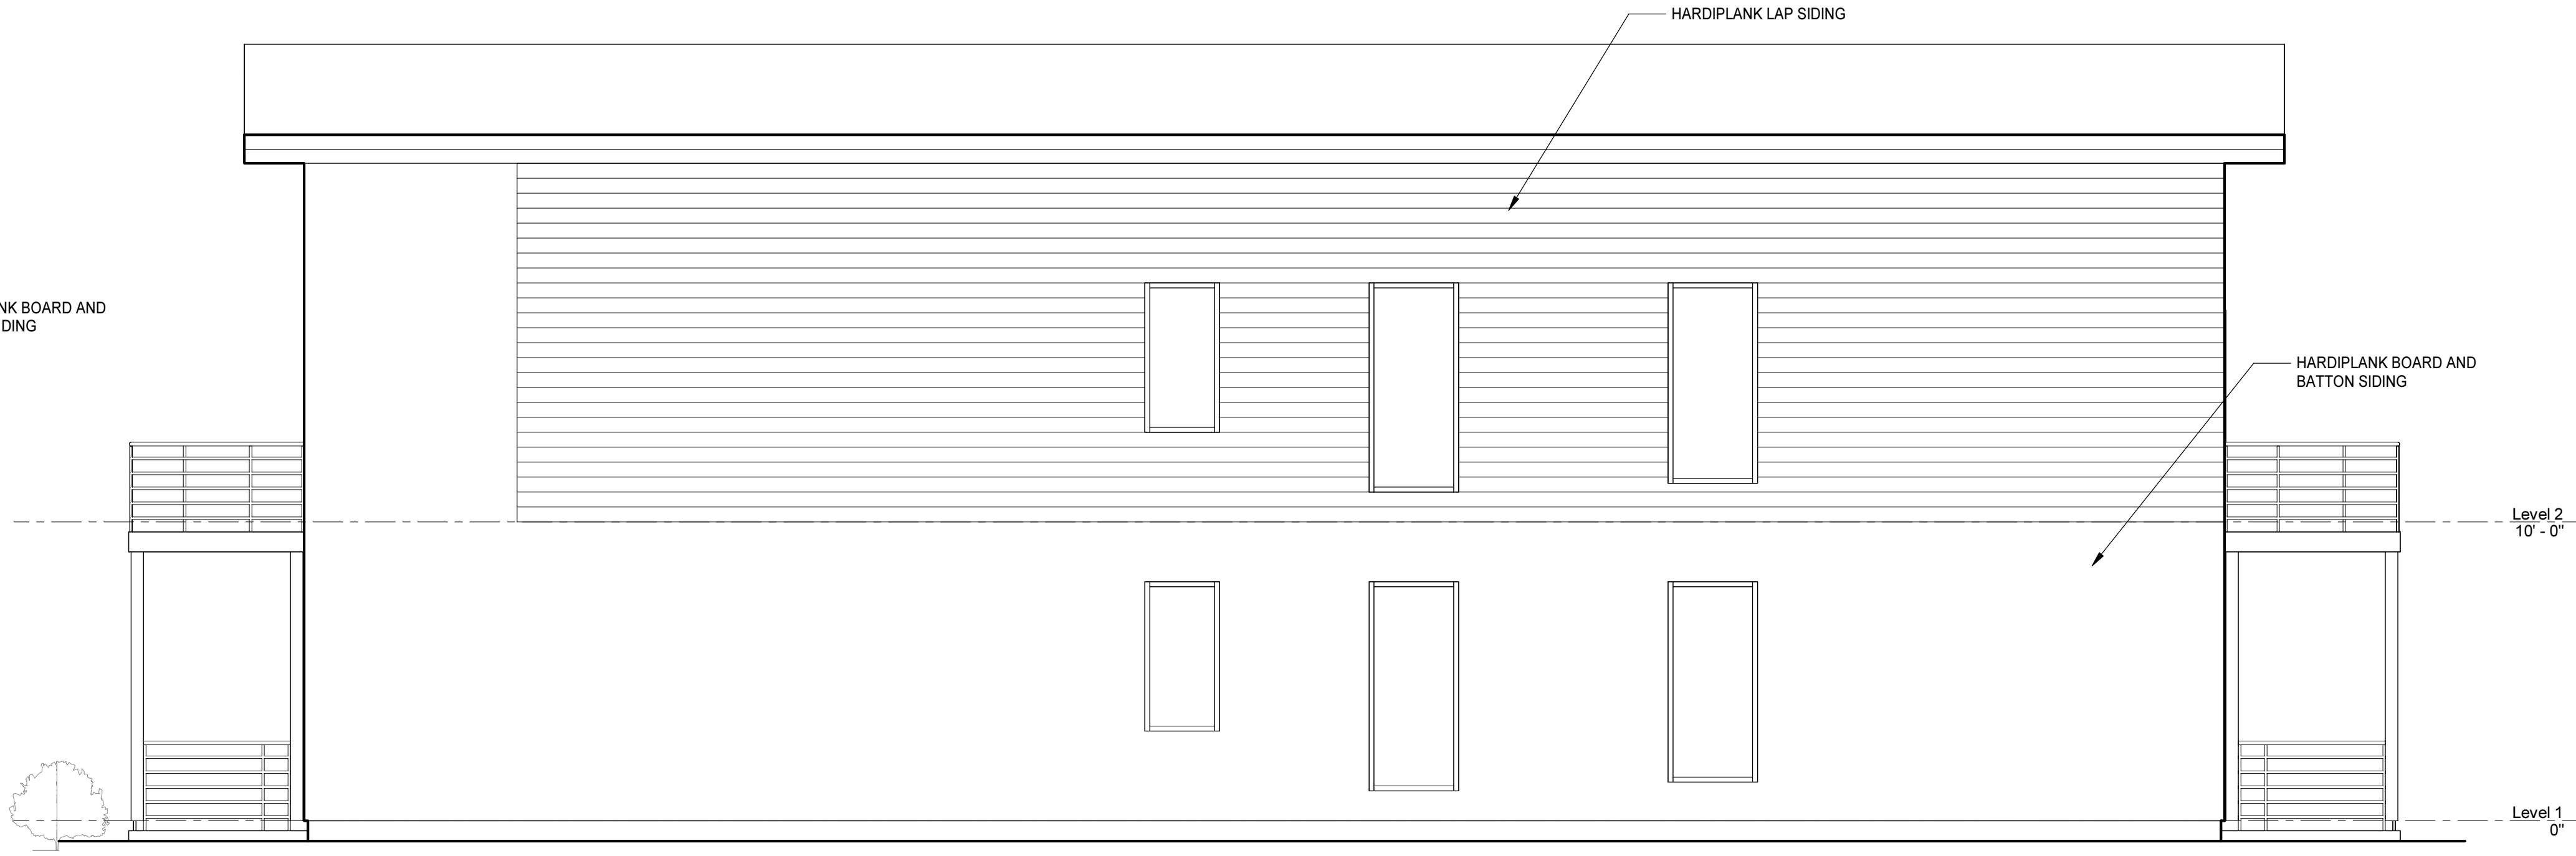 HARDIPLANK LAP SIDING
NK BOARD AND
DING
HARDIPLANK BOARD AND
BATTON SIDING
Level 2
10' - 0"
Level 1
0"